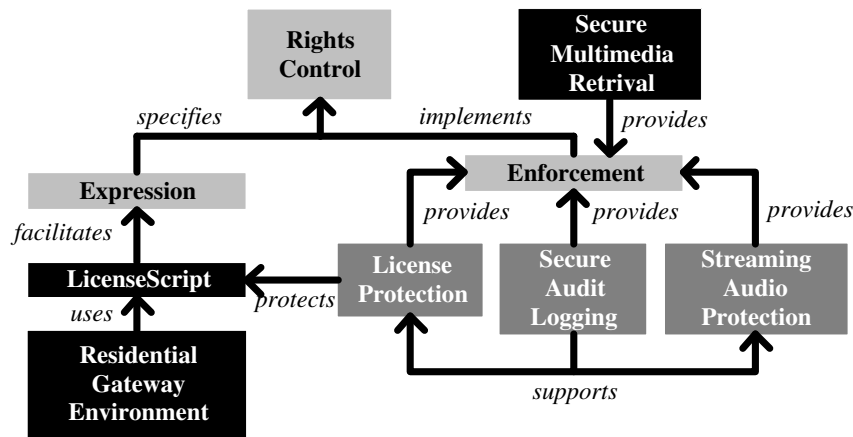 Rights
Control
Secure
Multimedia
Retrival
specifies
implements
provides
Expression
Enforcement
facilitates
provides
provides
provides
LicenseScript
protects
License
Protection
Secure
Audit
Logging
Streaming
Audio
Protection
uses
Residential
Gateway
Environment
supports